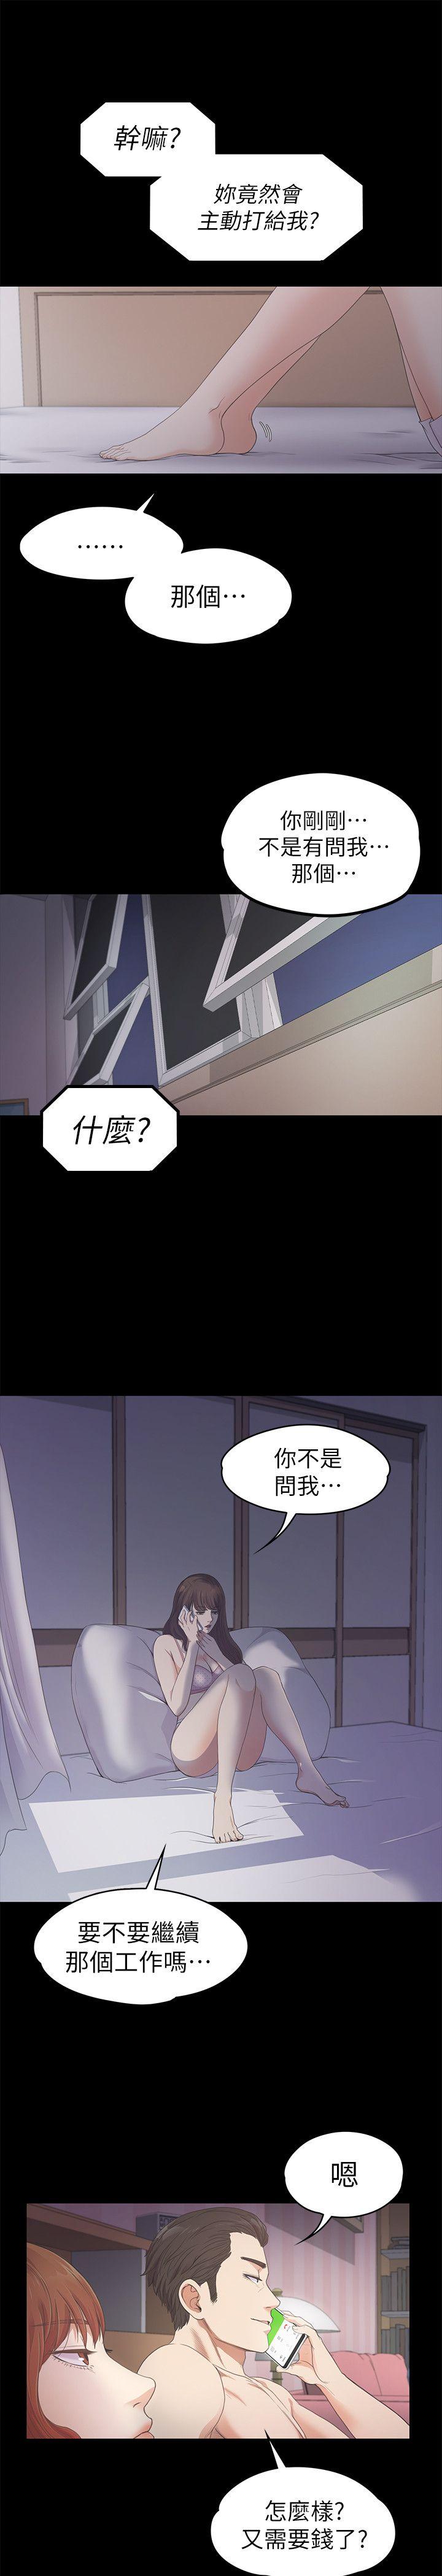 幹嘛?
妳竟然會
主動打給我?
……
那個…
你剛剛…
不是有問我…
那個…
什麼?
你不是
問我…
要不要繼續
那個工作嗎…
嗯
怎麼樣?
又需要錢了?